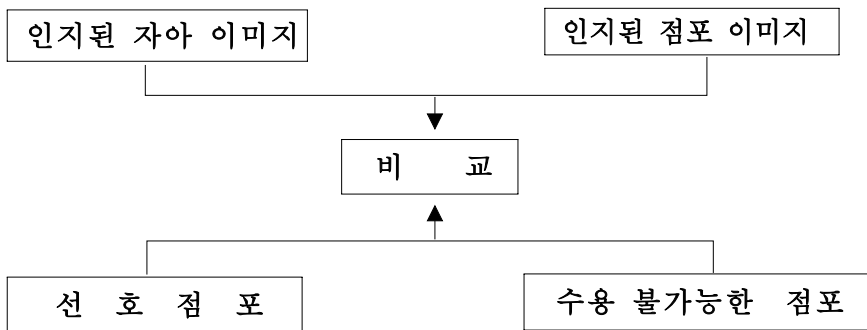 인지된 자아 이미지
인지된 점포 이미지
비 교
선 호 점 포
수용 불가능한 점포